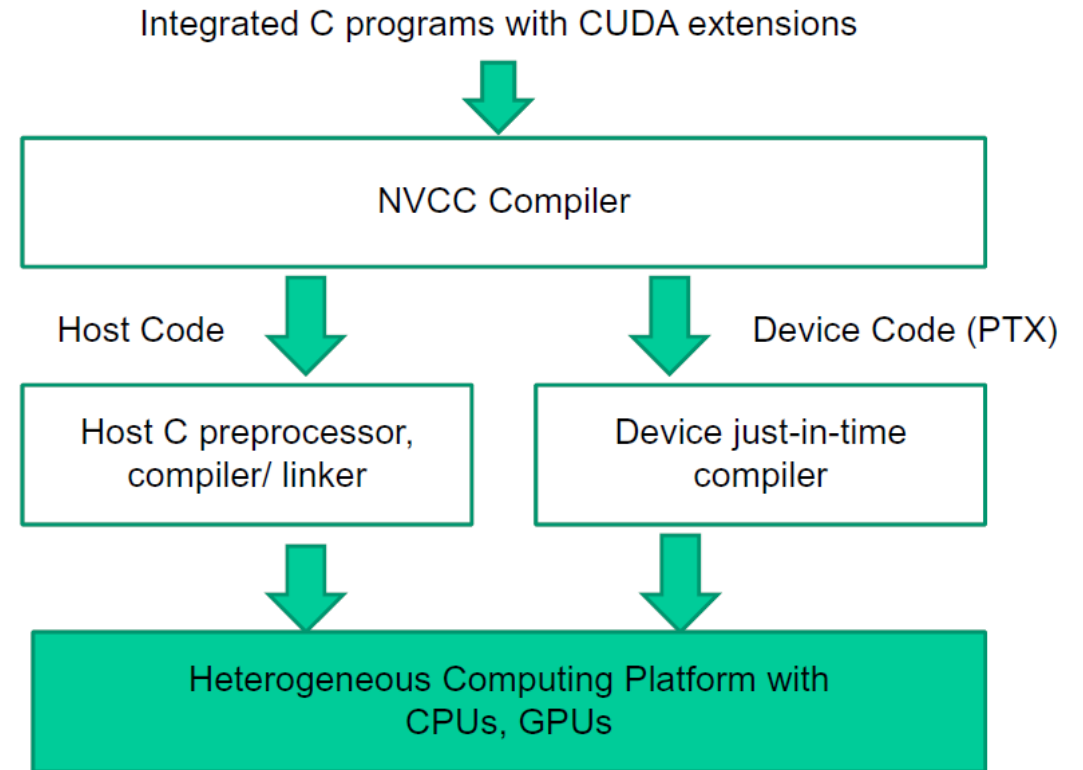 Integrated C programs with CUDA extensions
NVCC Compiler
Host Code
Device Code (PTX)
Host C preprocessor,
compiler/ linker
Device just-in-time
compiler
Heterogeneous Computing Platform with
CPUs, GPUs